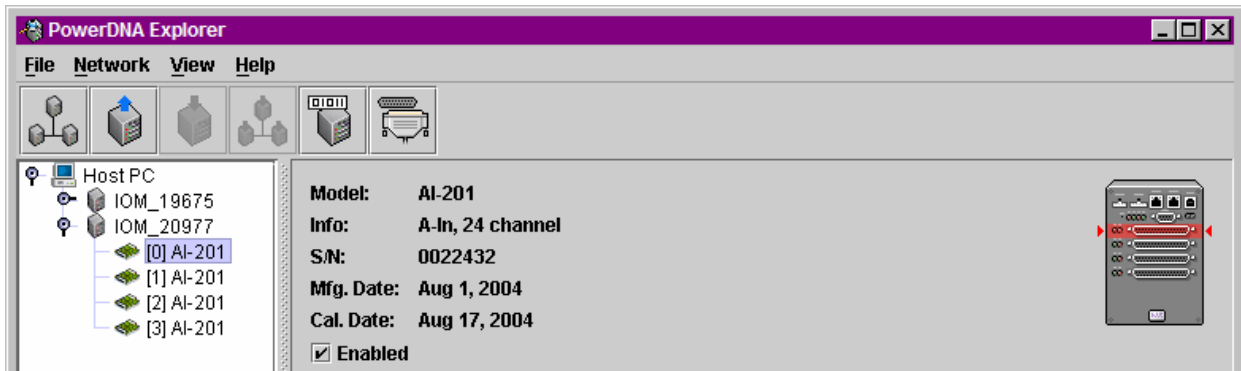 PowerDNA Explorer
File Network View Help
01011
Host PC
IOM_19675
IOM_20977
[0] AI-201
[1] AI-201
[2] AI-201
[3] AI-201
Model: AI-201
Info: A-In, 24 channel
S/N: 0022432
Mfg. Date: Aug 1, 2004
Cal. Date: Aug 17, 2004
Enabled